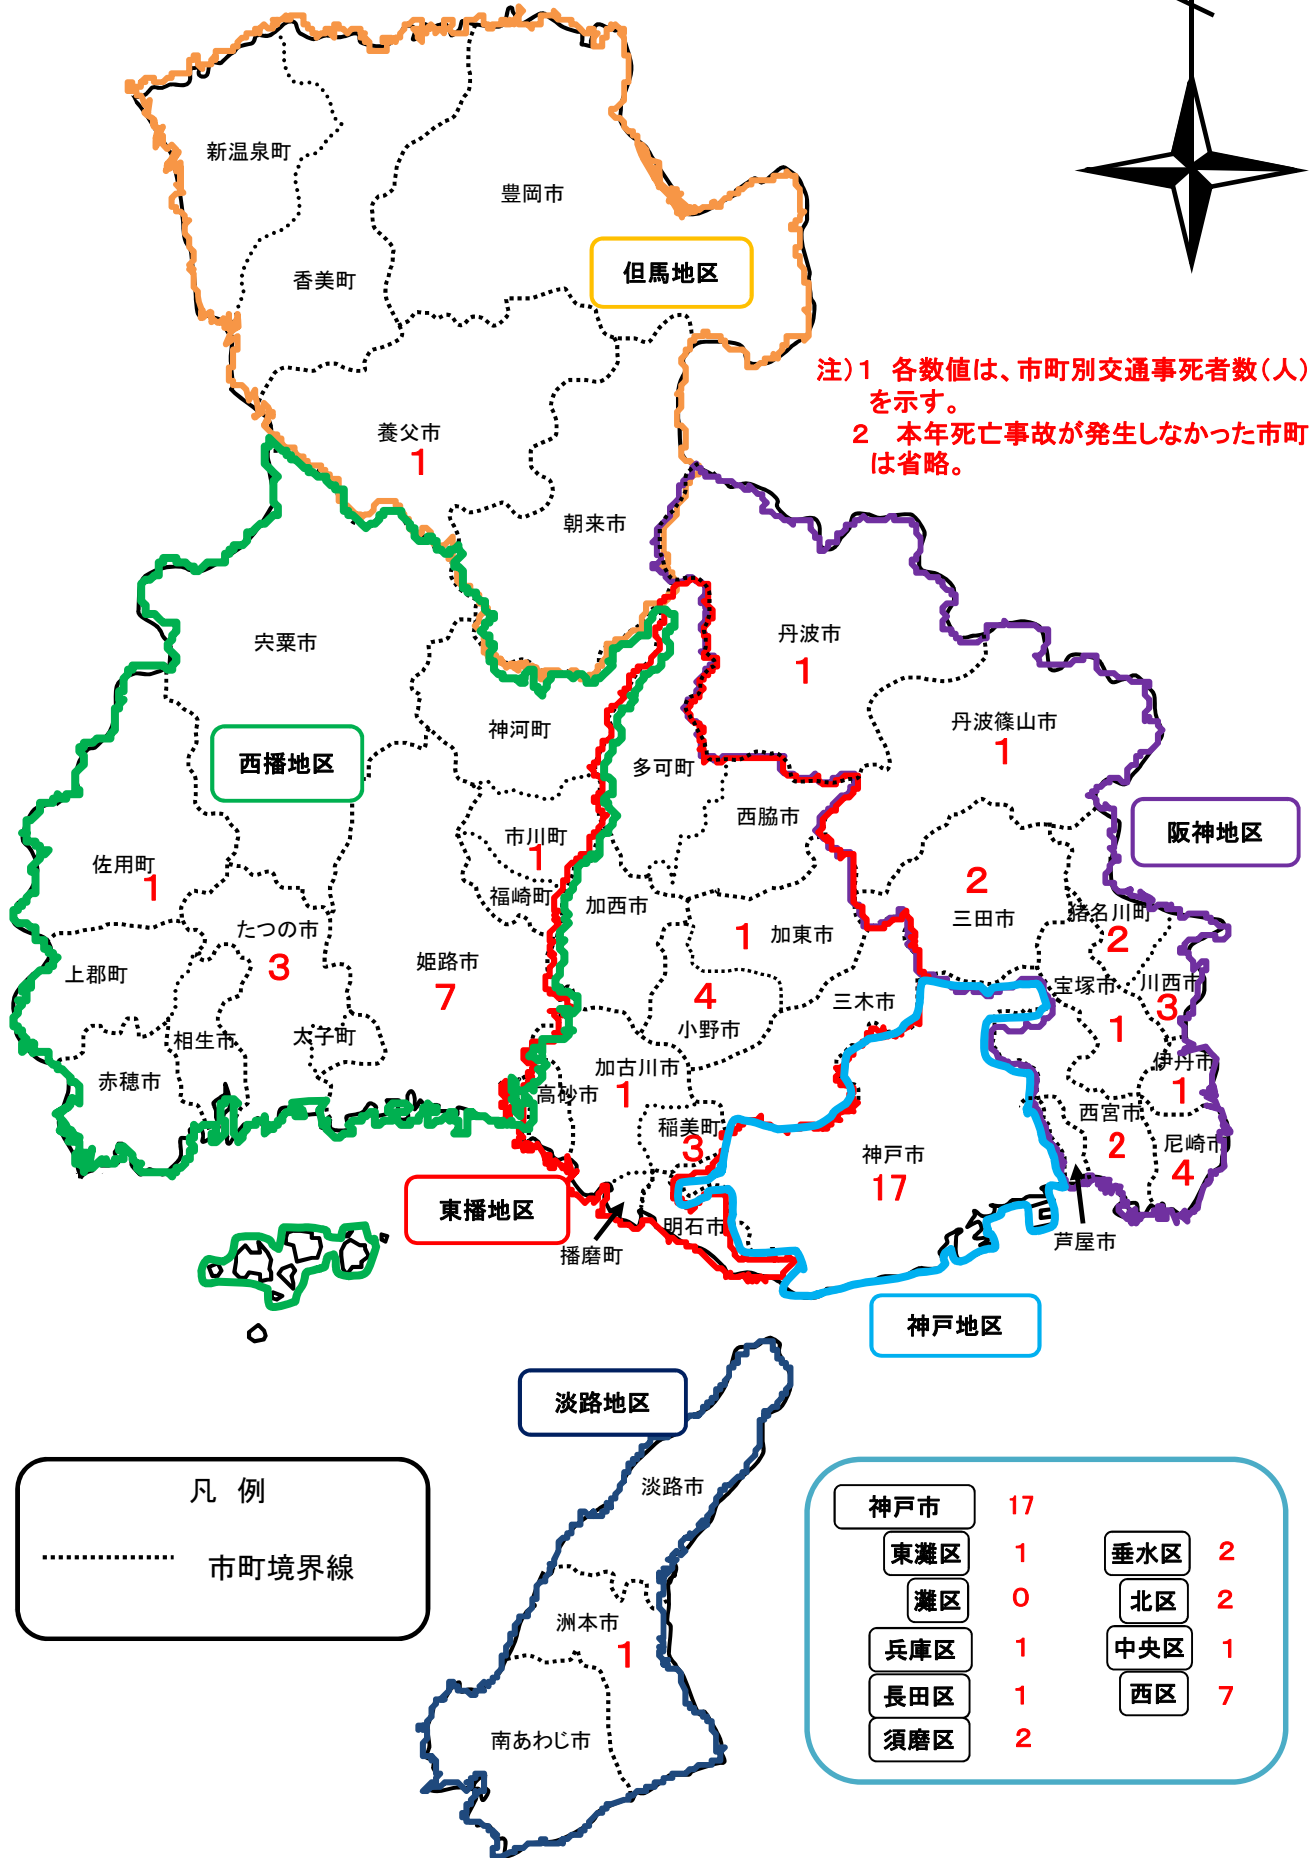 新温泉町
豊岡市
但馬地区
香美町
注)1 各数値は、市町別交通事死者数(人)
を示す。
2 本年死亡事故が発生しなかった市町
は省略。
養父市
1
朝来市
宍粟市
丹波市
1
丹波篠山市
1
神河町
西播地区
多可町
西脇市
阪神地区
市川町
1
佐用町
1
福崎町
加西市
2
三田市
猪名川町
2
たつの市
3
1 加東市
姫路市
7
上郡町
4
小野市
三木市
宝塚市
1
川西市
3
相生市
太子町
赤穂市
加古川市
1
高砂市
伊丹市
1
稲美町
3
西宮市
2
尼崎市
4
神戸市
17
東播地区
明石市
播磨町
芦屋市
神戸地区
淡路地区
淡路市
洲本市
1
南あわじ市
凡 例
市町境界線
神戸市 17
東灘区 1 垂水区 2
灘区 0 北区 2
兵庫区 1 中央区 1
長田区 1 西区 7
須磨区 2